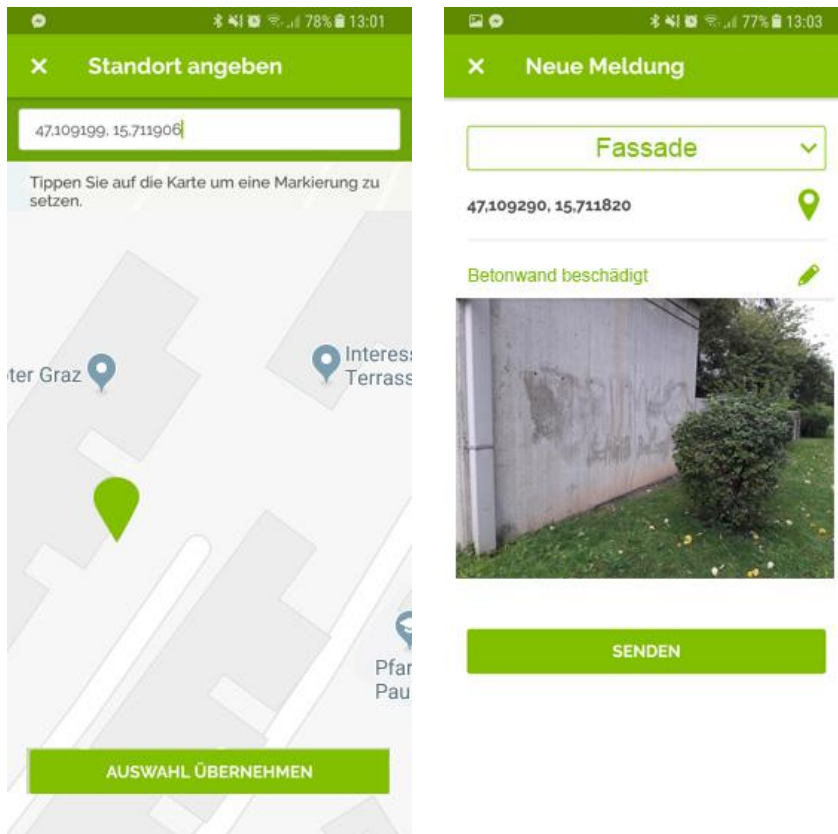 78% 13:01
Standort angeben
47,109199, 15,711906
Tippen Sie auf die Karte um eine Markierung zu
setzen.
Graz
Interess
Terrass
Pfar
Pau
AUSWAHL ÜBERNEHMEN
77% 13:03
Neue Meldung
Fassade
47,109290, 15,711820
Betonwand beschädigt
SENDEN